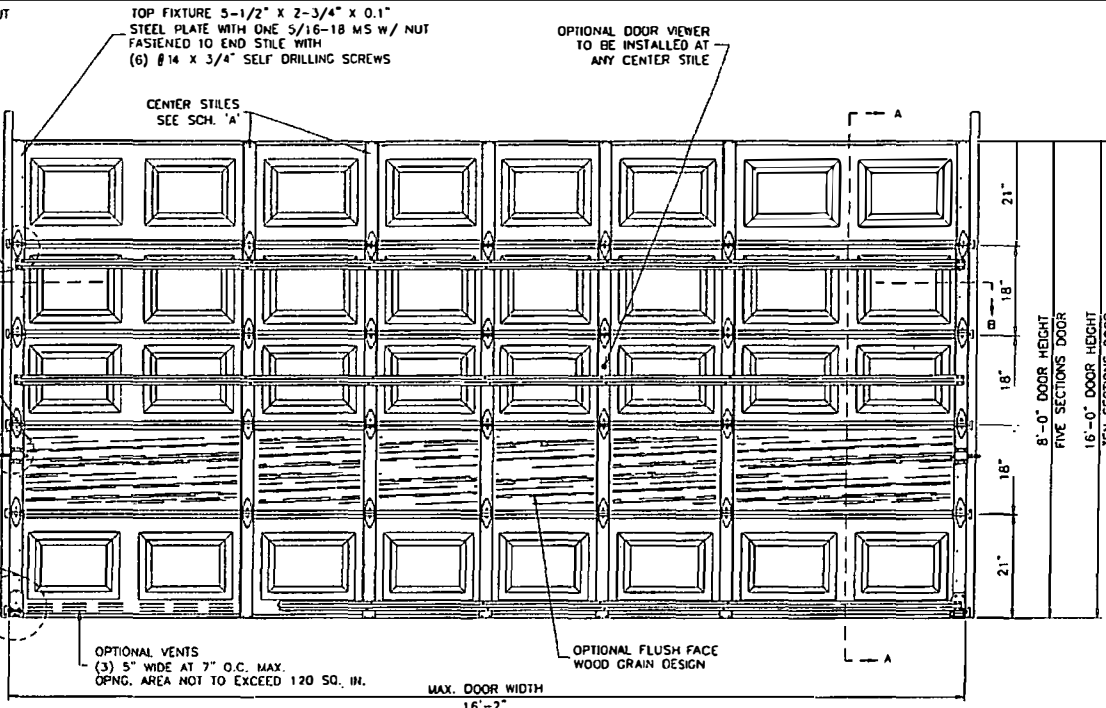 TOP FIXTURE 5-1/2" X 2-3/4" X 0.1"
STEEL PLATE WITH ONE 5/16-18 MS W/ NUT
FASTENED TO END STILE WITH
(6) #14 X 3/4" SELF DRILLING SCREWS
OPTIONAL DOOR VIEWER
TO BE INSTALLED AT
ANY CENTER STILE
CENTER STILES
SEE SCH. 'A'
A
21"
18"
B
18"
18"
21"
8'-0" DOOR HEIGHT
FIVE SECTIONS DOOR
16'-0" DOOR HEIGHT
OPTIONAL VENTS
(3) 5" WIDE AT 7" O.C. MAX.
OPNG. AREA NOT TO EXCEED 120 SQ. IN.
OPTIONAL FLUSH FACE
WOOD GRAIN DESIGN
A
MAX. DOOR WIDTH
16'-2"